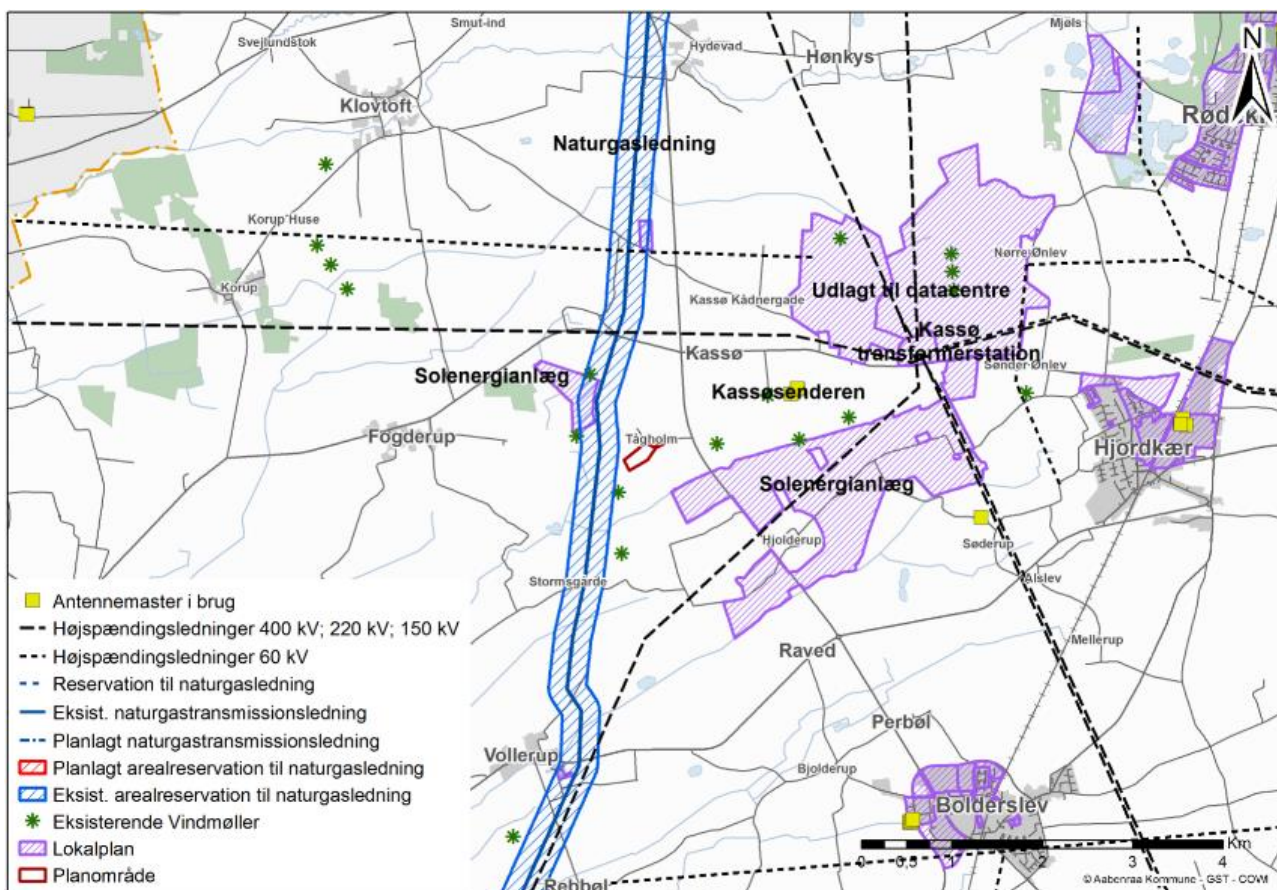 Smut-ind
Mjøls
Svejlundstok
Hydevad
Hønkys
N
Klovtoft
Naturgasledning
Korup Huse
Nørre Ønlev
Korup
Udlagt til datacentre
Kassø Kådnergade
Kassø
Kassø
transformerstation
Sønder Ønlev
Solenergianlæg
Kassøsenderen
Fogderup
Tågholm
Hjordkær
Solenergianlæg
Hjolderup
Søderup
Stormsgårde
Alslev
Mellerup
Raved
Perbøl
Vollerup
Bjolderup
Bolderslev
Rebbøl
Antennemaster i brug
Højspændingsledninger 400 kV; 220 kV; 150 kV
Højspændingsledninger 60 kV
Reservation til naturgasledning
Eksist. naturgastransmissionsledning
Planlagt naturgastransmissionsledning
Planlagt arealreservation til naturgasledning
Eksist. arealreservation til naturgasledning
Eksisterende Vindmøller
Lokalplan
Planområde
Km
0 0,5 1 2 3 4
© Aabenraa Kommune - GST - COWI